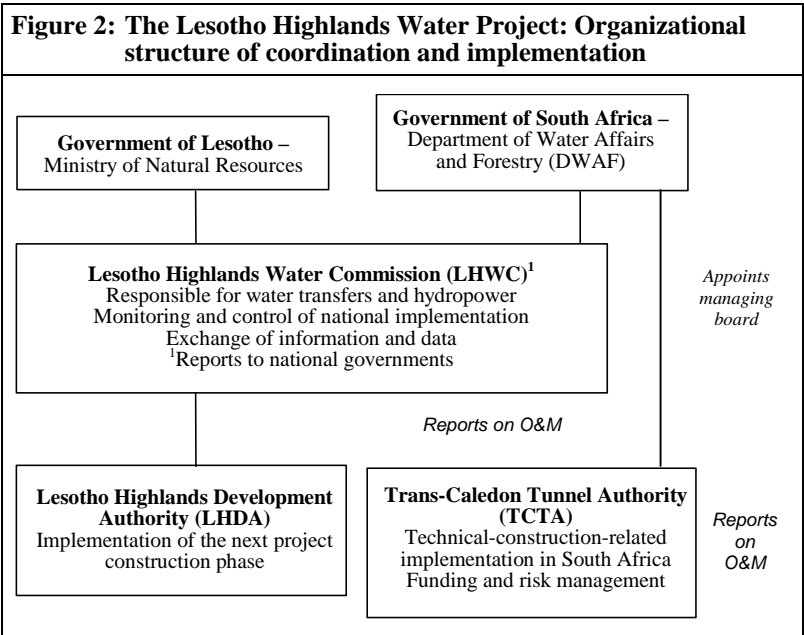 Figure 2: The Lesotho Highlands Water Project: Organizational
structure of coordination and implementation
Government of Lesotho –
Ministry of Natural Resources
Government of South Africa –
Department of Water Affairs
and Forestry (DWAF)
Lesotho Highlands Water Commission (LHWC)¹
Responsible for water transfers and hydropower
Monitoring and control of national implementation
Exchange of information and data
¹Reports to national governments
Appoints
managing
board
Reports on O&M
Lesotho Highlands Development
Authority (LHDA)
Implementation of the next project
construction phase
Trans-Caledon Tunnel Authority
(TCTA)
Technical-construction-related
implementation in South Africa
Funding and risk management
Reports
on
O&M